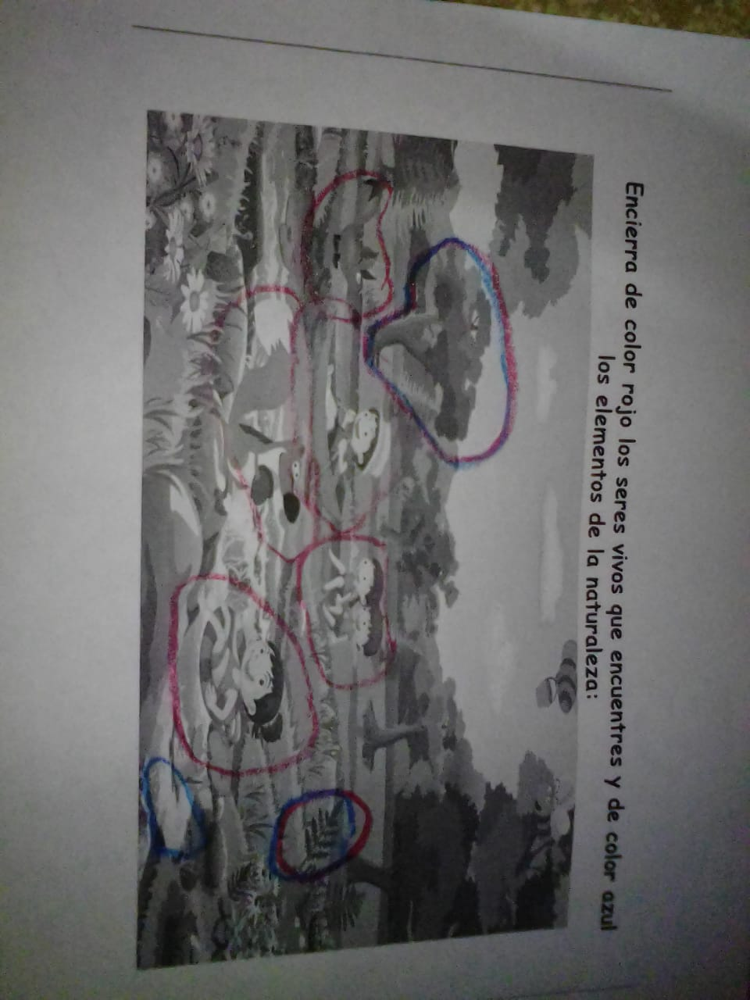 Encierra de color rojo los seres vivos que encuentres y de color azul
los elementos de la naturaleza: